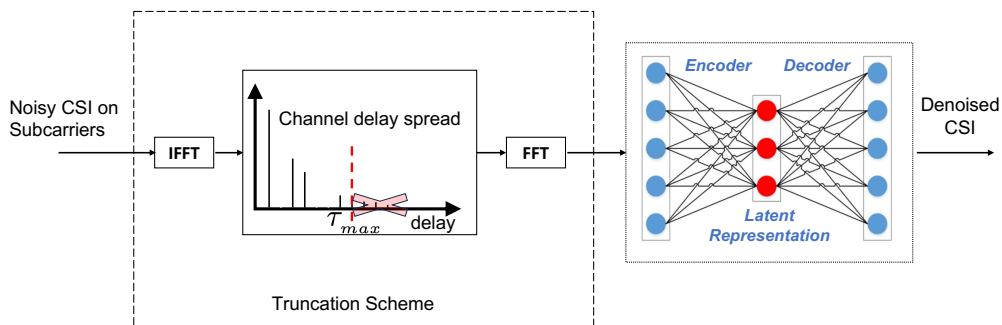 Noisy CSI on
Subcarriers
IFFT
Channel delay spread
τmax
delay
FFT
Truncation Scheme
Encoder
Decoder
Latent
Representation
Denoised
CSI